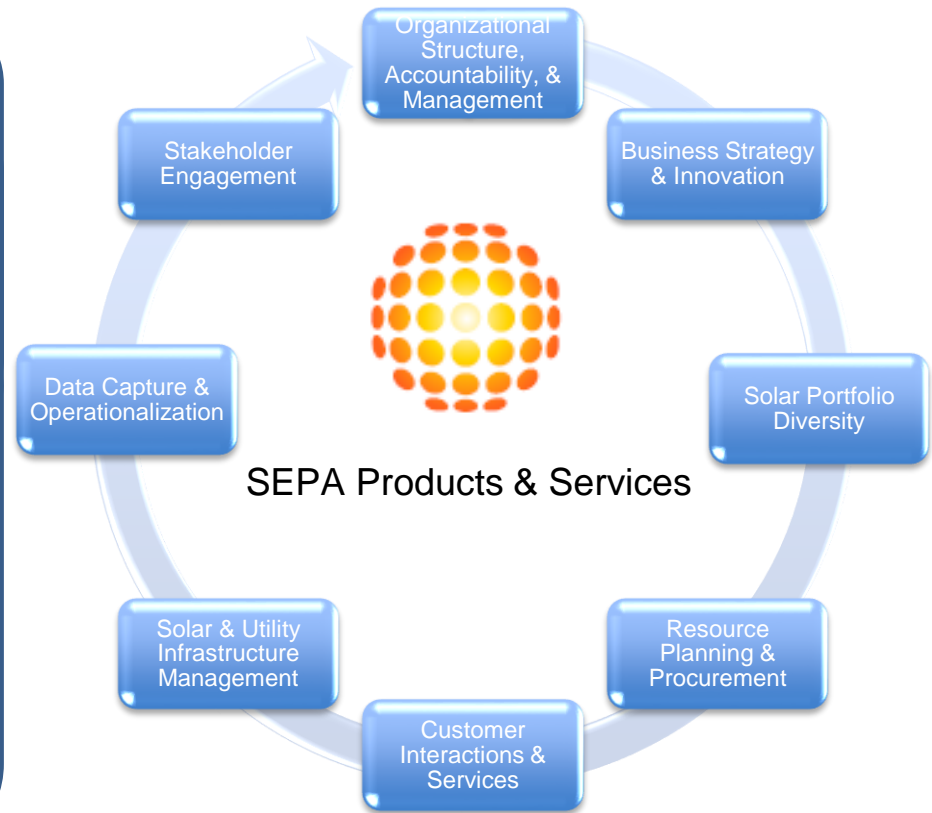 Organizational
Structure,
Accountability, &
Management
Business Strategy
& Innovation
Solar Portfolio
Diversity
Resource
Planning &
Procurement
Customer
Interactions &
Services
Solar & Utility
Infrastructure
Management
Data Capture &
Operationalization
Stakeholder
Engagement
SEPA Products & Services